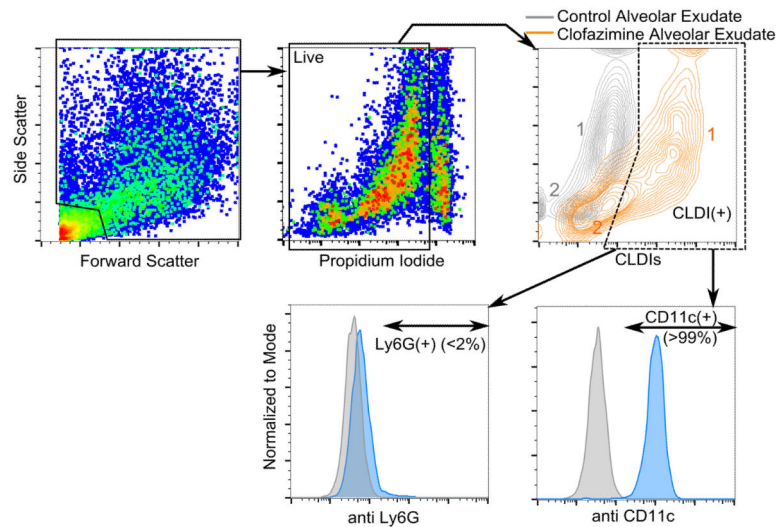 Control Alveolar Exudate
Clofazimine Alveolar Exudate
Side Scatter
Live
1
1
2
2
CLDI(+)
Forward Scatter
Propidium Iodide
CLDIs
Normalized to Mode
Ly6G(+) (<2%)
CD11c(+)
(>99%)
anti Ly6G
anti CD11c